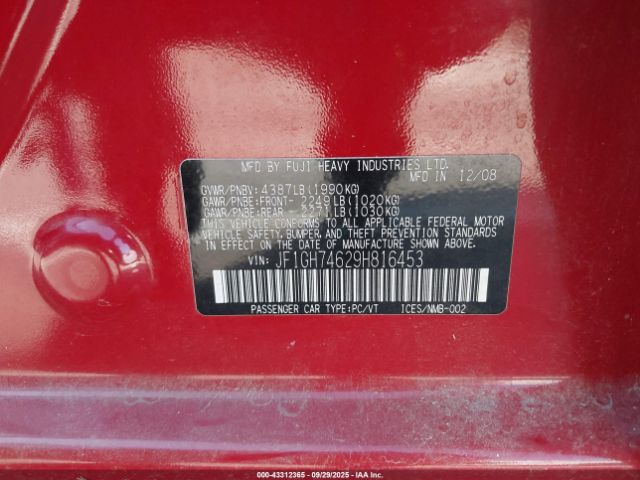 MFD BY FUJI HEAVY INDUSTRIES LTD.
MFD IN 12/08
GVWR/PNBV: 4387LB(1990KG)
GAWR/PNBE:FRONT- 2249LB(1020KG)
GAWR/PNBE:REAR - 2271LB(1030KG)
THIS VEHICLE CONFORMS TO ALL APPLICABLE FEDERAL MOTOR
VEHICLE SAFETY,BUMPER, AND THEFT PREVENTION STANDARDS
IN EFFECT ON THE DATE OF MANUFACTURE SHOWN ABOVE.
VIN: JF1GH74629H816453
PASSENGER CAR TYPE:PC/VT ICES/NMB-002
000-43312365 - 09/29/2025 - IAAI.COM